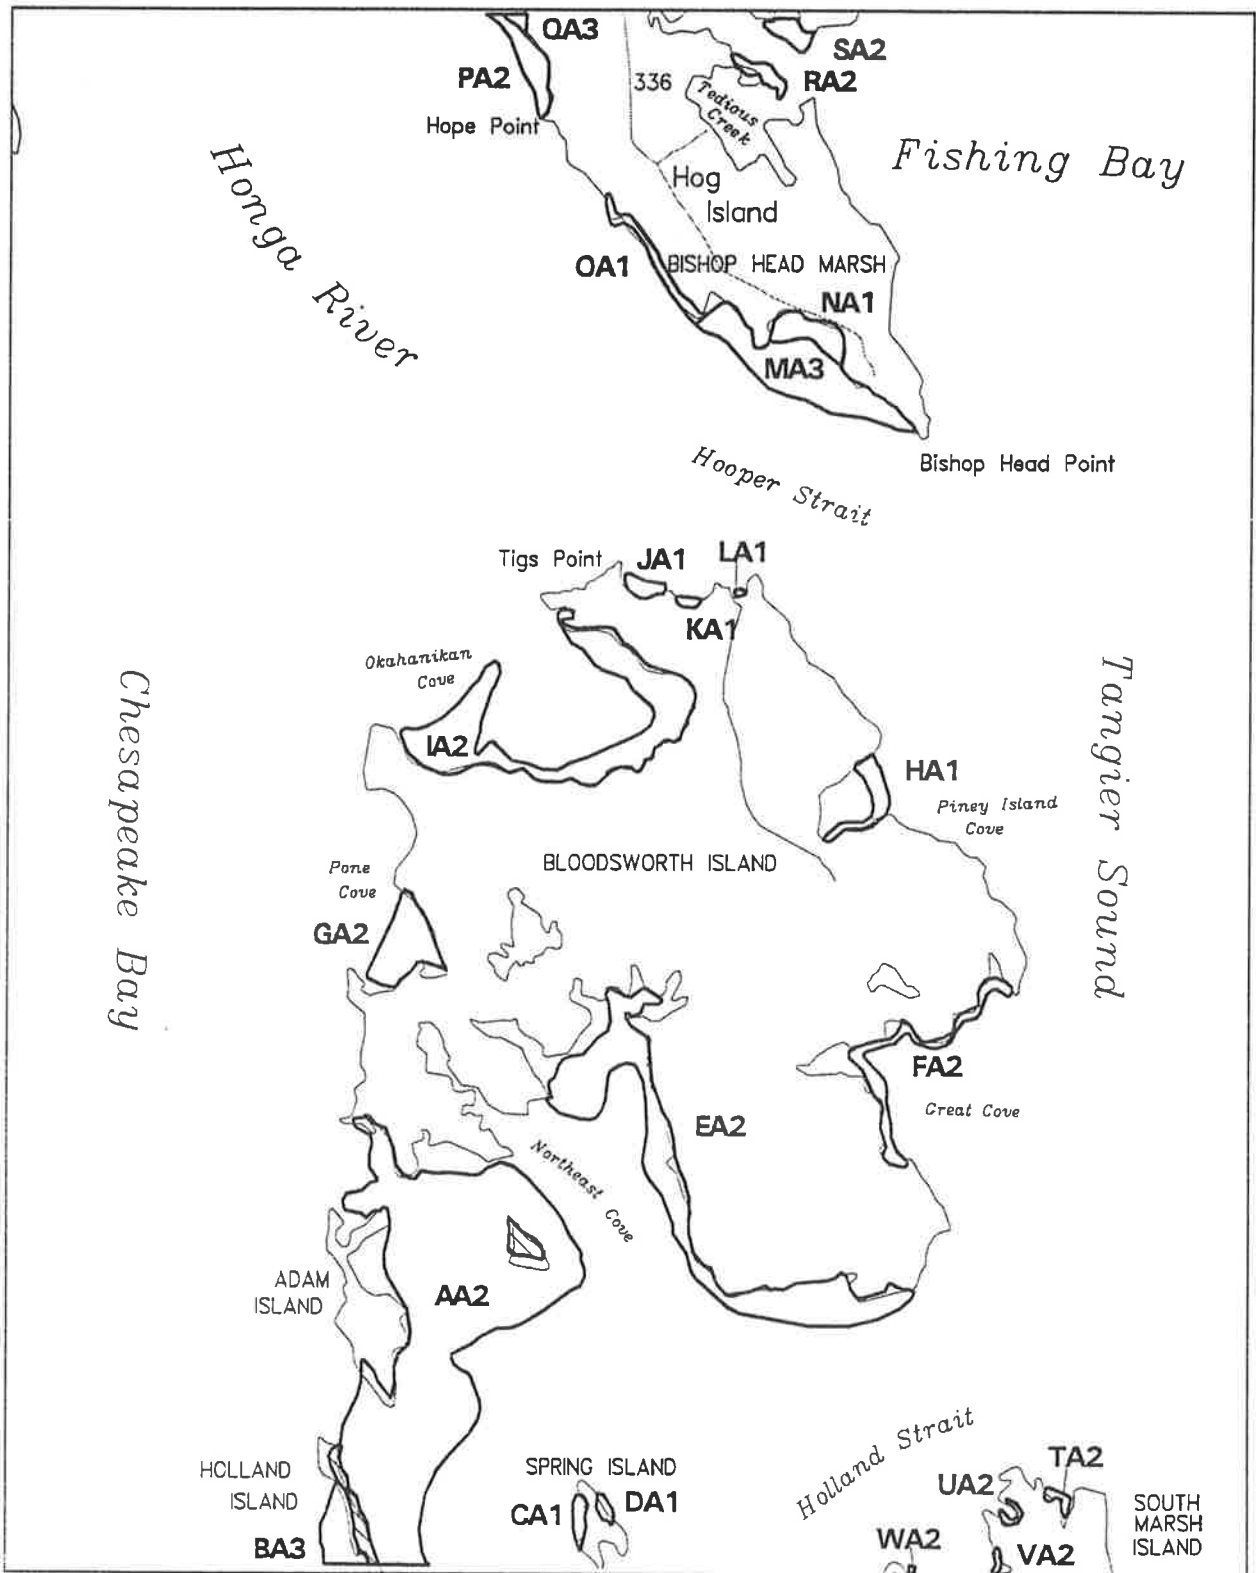 QA3
SA2
PA2
336
RA2
Tedious
Creek
Hope Point
Fishing Bay
Honga River
Hog
Island
OA1
BISHOP HEAD MARSH
NA1
MA3
Bishop Head Point
Hooper Strait
Tigs Point
JA1
LA1
KA1
Okahanikan
Cove
Chesapeake Bay
Tangier Sound
IA2
HA1
Piney Island
Cove
BLOODSWORTH ISLAND
Pone
Cove
GA2
FA2
Great Cove
EA2
Northeast Cove
ADAM
ISLAND
AA2
Holland Strait
HOLLAND
ISLAND
SPRING ISLAND
TA2
UA2
CA1
DA1
SOUTH
MARSH
ISLAND
BA3
WA2
VA2